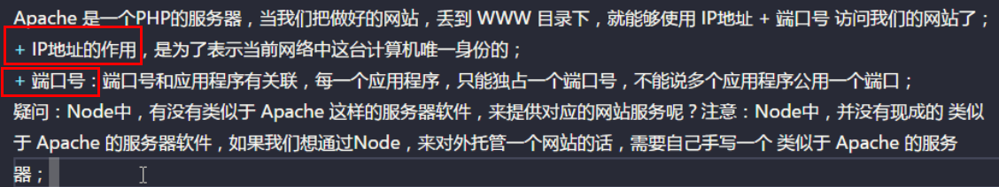 Apache 是一个PHP的服务器，当我们把做好的网站，丢到 WWW 目录下，就能够使用 IP地址 + 端口号 访问我们的网站了；
+ IP地址的作用，是为了表示当前网络中这台计算机唯一身份的；
+ 端口号：端口号和应用程序有关联，每一个应用程序，只能独占一个端口号，不能说多个应用程序公用一个端口；
疑问：Node中，有没有类似于 Apache 这样的服务器软件，来提供对应的网站服务呢？注意：Node中，并没有现成的 类似
于 Apache 的服务器软件，如果我们想通过Node，来对外托管一个网站的话，需要自己手写一个 类似于 Apache 的服务
器；